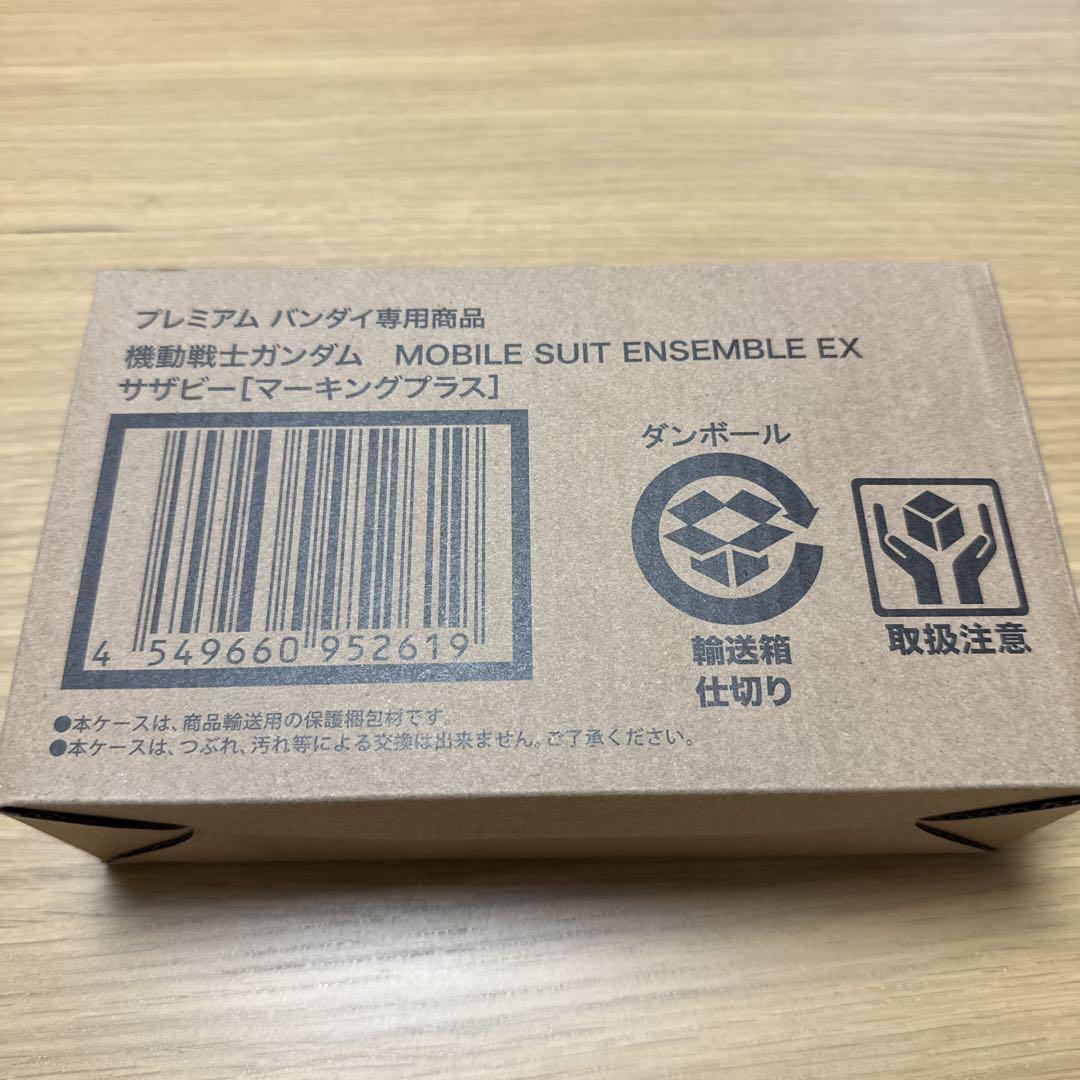 プレミアム バンダイ専用商品
機動戦士ガンダム　MOBILE SUIT ENSEMBLE EX
サザビー[マーキングプラス]
ダンボール
4 549660 952619
輸送箱
仕切り
取扱注意
●本ケースは、商品輸送用の保護梱包材です。
●本ケースは、つぶれ、汚れ等による交換は出来ません。ご了承ください。